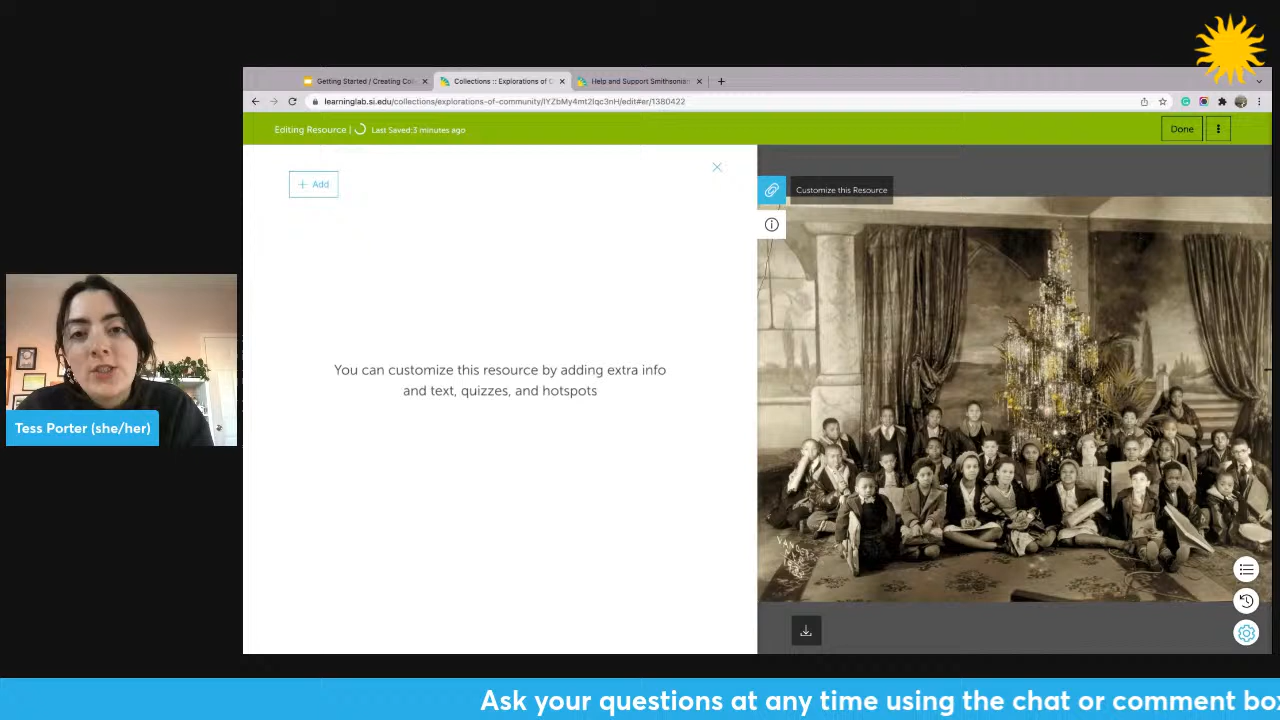 Getting Started / Creating Col
Collections :: Explorations of C
Help and Support Smithsonian
learninglab.si.edu/collections/explorations-of-community/IYZbMy4mt2lqc3nH/edit#er/1380422
Editing Resource | Last Saved:3 minutes ago
Done
+ Add
Customize this Resource
You can customize this resource by adding extra info
and text, quizzes, and hotspots
Tess Porter (she/her)
Ask your questions at any time using the chat or comment box